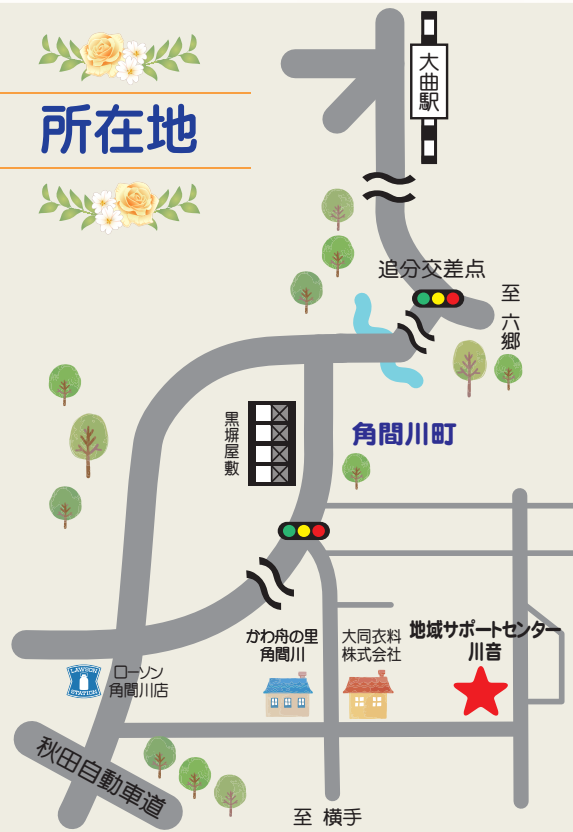 所在地
大曲駅
追分交差点
至 六郷
黒塀屋敷
角間川町
かわ舟の里
角間川
大同衣料
株式会社
地域サポートセンター
川音
LAWSON
STATION
ローソン
角間川店
秋田自動車道
至 横手